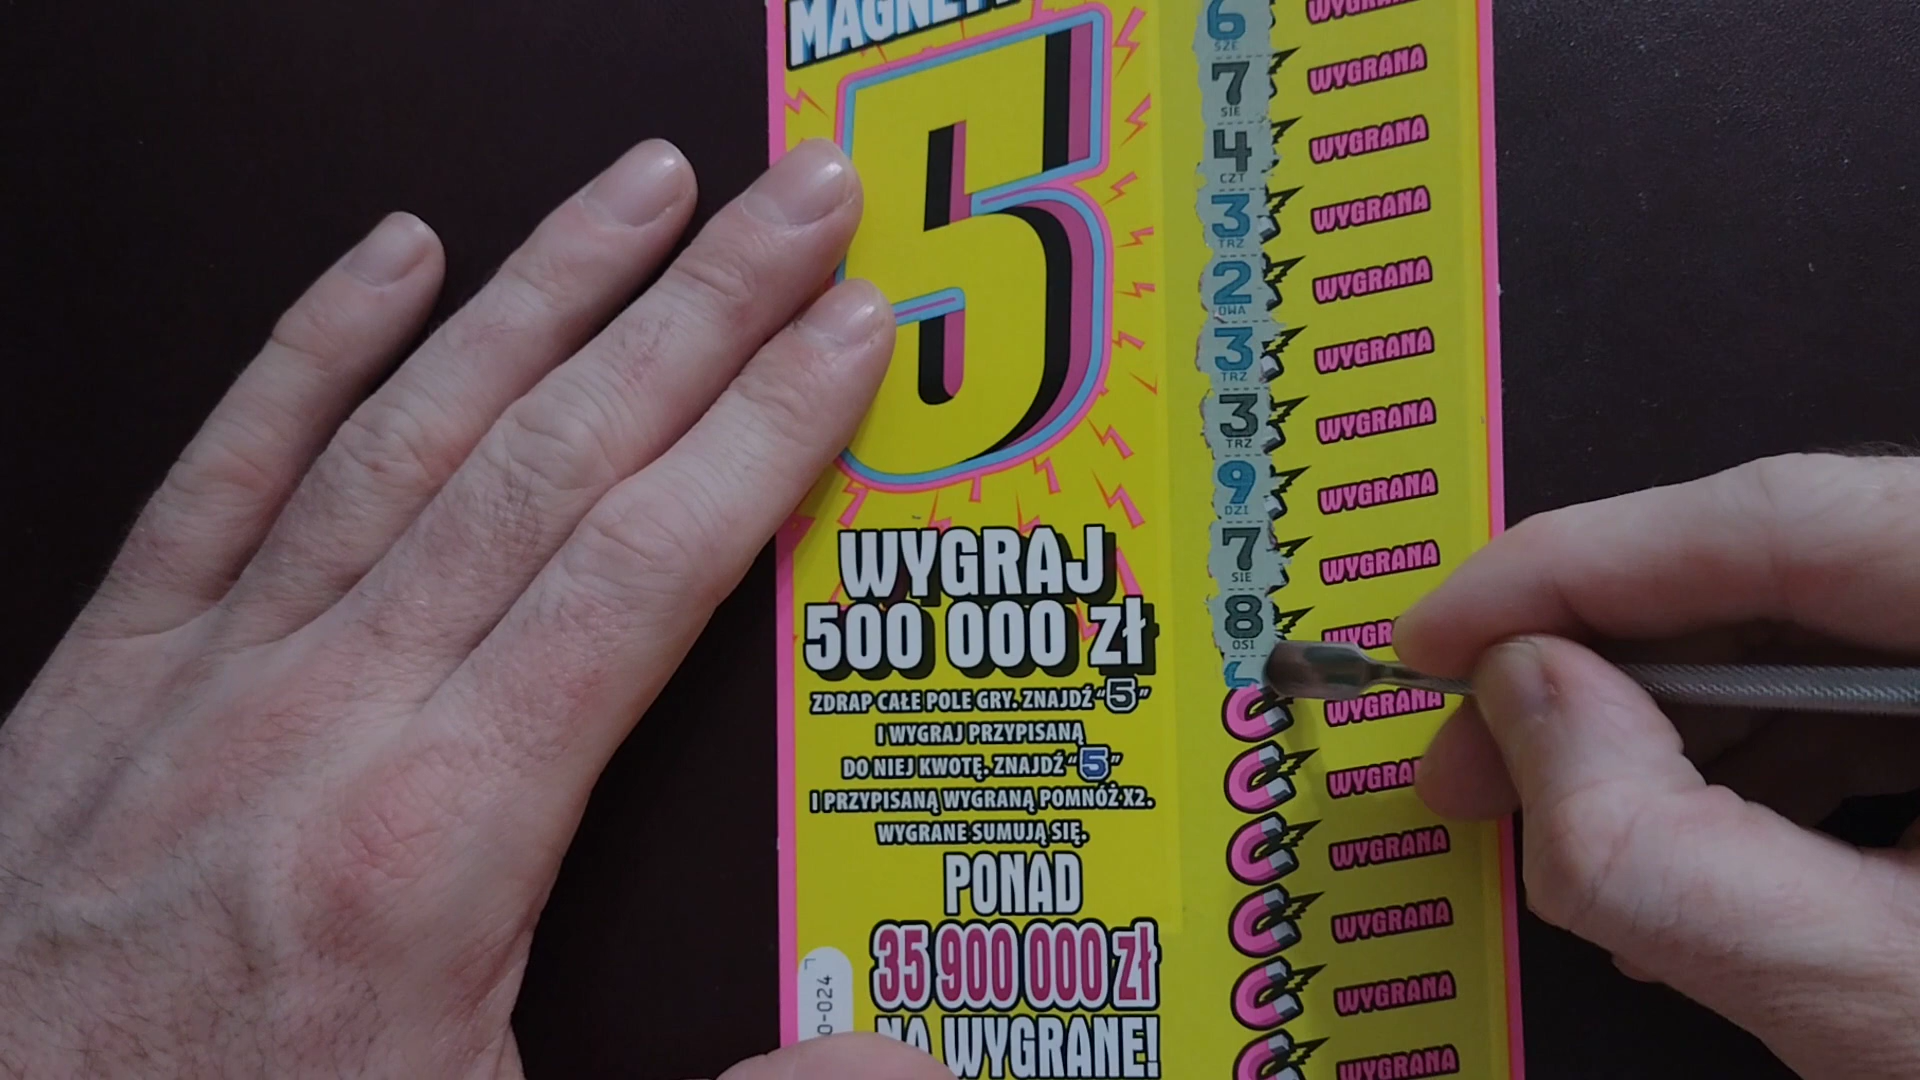 5
WYGRAJ
500 000 zł
ZDRAP CAŁE POLE GRY. ZNAJDŹ "5"
I WYGRAJ PRZYPISANĄ
DO NIEJ KWOTĘ. ZNAJDŹ "5"
I PRZYPISANĄ WYGRANĄ POMNÓŻ X2.
WYGRANE SUMUJĄ SIĘ.
PONAD
35 900 000 zł
NA WYGRANE!
0-024
6
SZE
7
SIE
4
CZT
3
TRZ
2
DWA
3
TRZ
3
TRZ
9
DZI
7
SIE
8
OSI
WYGRANA
WYGRANA
WYGRANA
WYGRANA
WYGRANA
WYGRANA
WYGRANA
WYGRANA
WYGRANA
WYGRANA
WYGRANA
WYGRANA
WYGRANA